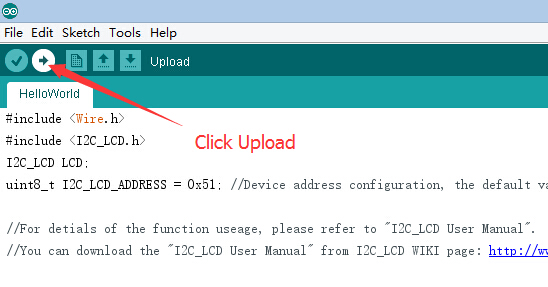 File Edit Sketch Tools Help
Upload
HelloWorld
Click Upload
#include <Wire.h>
#include <I2C_LCD.h>
I2C_LCD LCD;
uint8_t I2C_LCD_ADDRESS = 0x51; //Device address configuration, the default va
//For detials of the function useage, please refer to "I2C_LCD User Manual".
//You can download the "I2C_LCD User Manual" from I2C_LCD WIKI page: http://w